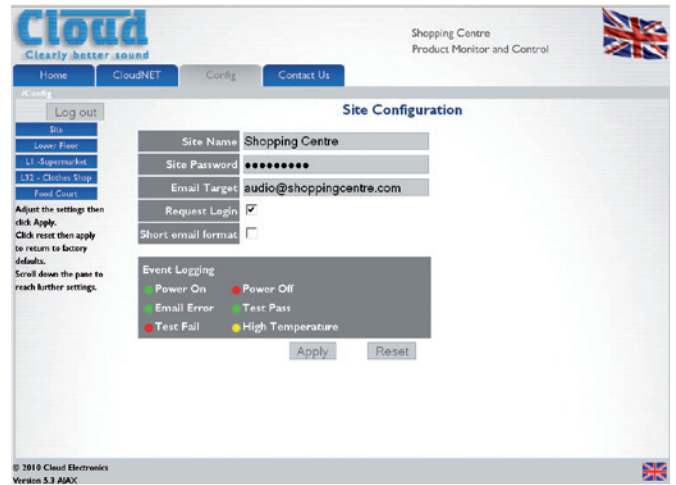 Cloud
Clearly better sound
Shopping Centre
Product Monitor and Control
Home CloudNET Config Contact Us
/Config
Log out
Site
Lower Floor
L1 -Supermarket
L32 - Clothes Shop
Food Court
Adjust the settings then
click Apply.
Click reset then apply
to return to factory
defaults.
Scroll down the pane to
reach further settings.
Site Configuration
Site Name Shopping Centre
Site Password ●●●●●●●●●
Email Target audio@shoppingcentre.com
Request Login
Short email format
Event Logging
Power On Power Off
Email Error Test Pass
Test Fail High Temperature
Apply Reset
© 2010 Cloud Electronics
Version 5.3 AJAX